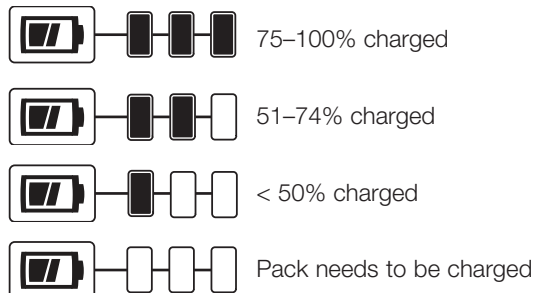 75–100% charged
51–74% charged
< 50% charged
Pack needs to be charged